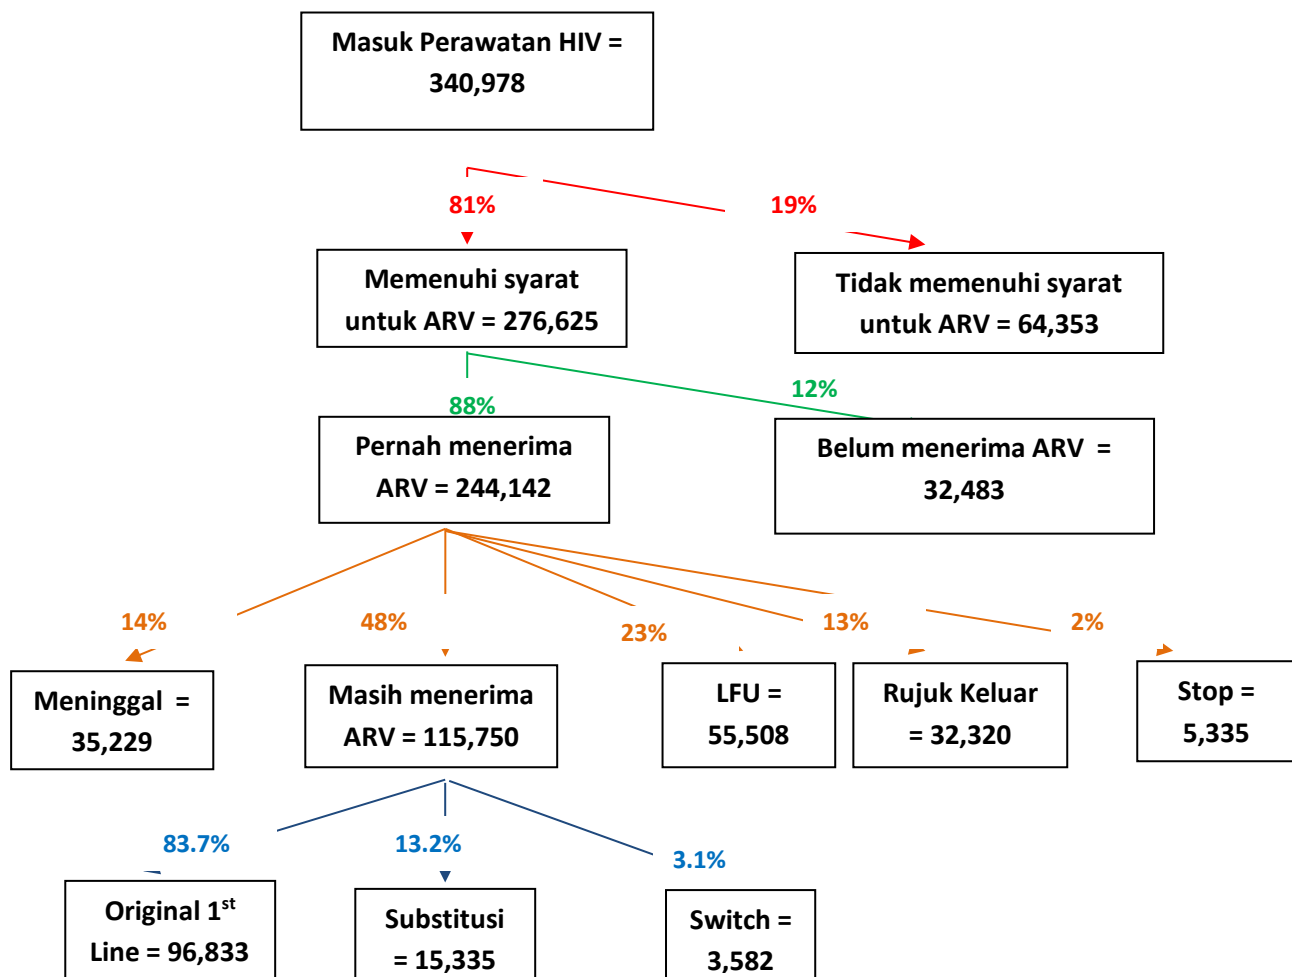 Masuk Perawatan HIV =
340,978
81%
19%
Memenuhi syarat
untuk ARV = 276,625
Tidak memenuhi syarat
untuk ARV = 64,353
88%
12%
Pernah menerima
ARV = 244,142
Belum menerima ARV =
32,483
14%
48%
23%
13%
2%
Meninggal =
35,229
Masih menerima
ARV = 115,750
LFU =
55,508
Rujuk Keluar
= 32,320
Stop =
5,335
83.7%
13.2%
3.1%
Original 1st
Line = 96,833
Substitusi
= 15,335
Switch =
3,582